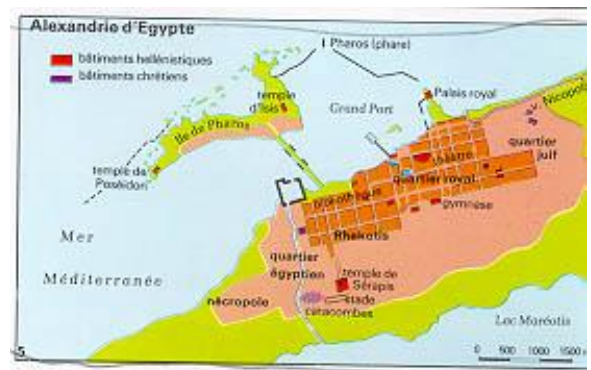 Alexandrie d'Egypte
bâtiments hellénistiques
bâtiments chrétiens
Pharos (phare)
temple
d'Isis
Grand Port
Palais royal
Nicopol
Ile de Pharos
quartier
juif
théâtre
quartier royal
temple de
Poséidon
gymnase
Rhakotis
Mer
Méditerranée
quartier
égyptien
temple de
Sérapis
stade
nécropole
catacombes
Lac Maréotis
5
0 500 1000 1500